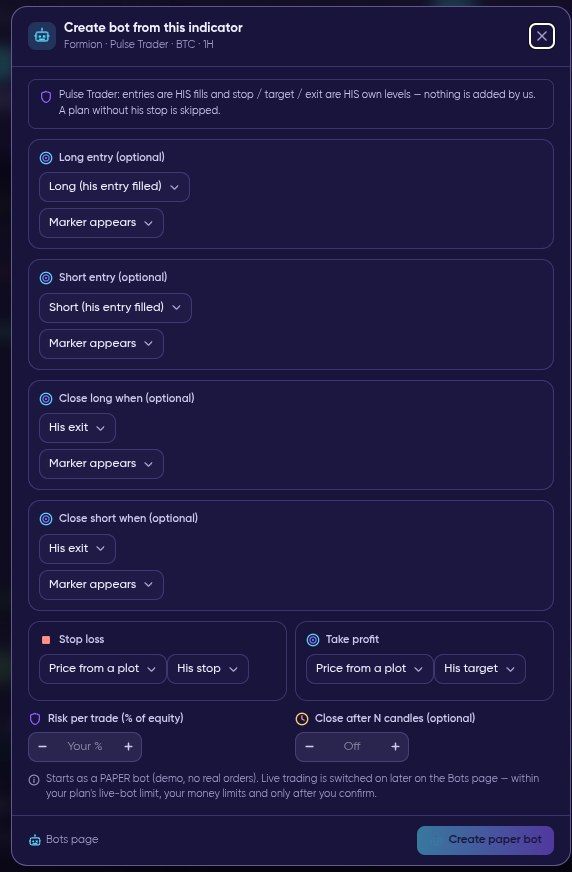 Create bot from this indicator
Formion · Pulse Trader · BTC · 1H
Pulse Trader: entries are HIS fills and stop / target / exit are HIS own levels — nothing is added by us.
A plan without his stop is skipped.
Long entry (optional)
Long (his entry filled)
Marker appears
Short entry (optional)
Short (his entry filled)
Marker appears
Close long when (optional)
His exit
Marker appears
Close short when (optional)
His exit
Marker appears
Stop loss
Price from a plot
His stop
Take profit
Price from a plot
His target
Risk per trade (% of equity)
− Your % +
Close after N candles (optional)
− Off +
Starts as a PAPER bot (demo, no real orders). Live trading is switched on later on the Bots page — within
your plan's live-bot limit, your money limits and only after you confirm.
Bots page
Create paper bot